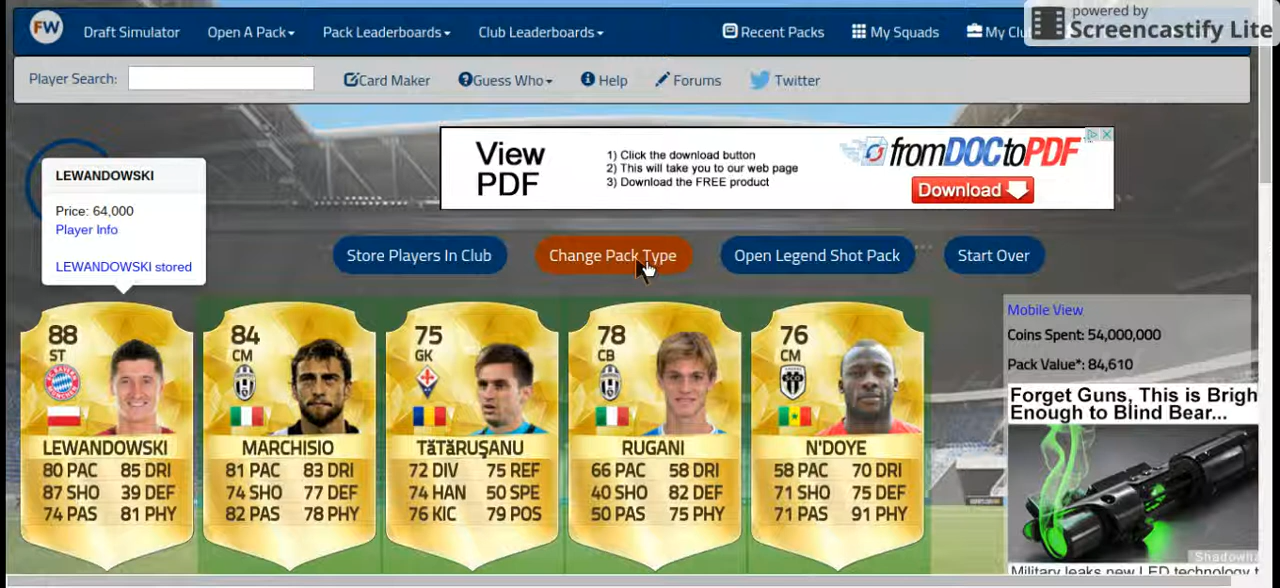 powered by
Screencastify Lite
FW
Draft Simulator
Open A Pack
Pack Leaderboards
Club Leaderboards
Recent Packs
My Squads
Player Search:
Card Maker
Guess Who
Help
Forums
Twitter
View
PDF
1) Click the download button
2) This will take you to our web page
3) Download the FREE product
fromDOCtoPDF
Download
LEWANDOWSKI
Price: 64,000
Player Info
LEWANDOWSKI stored
Store Players In Club
Change Pack Type
Open Legend Shot Pack
Start Over
88
ST
LEWANDOWSKI
80 PAC 85 DRI
87 SHO 39 DEF
74 PAS 81 PHY
84
CM
MARCHISIO
81 PAC 83 DRI
74 SHO 77 DEF
82 PAS 78 PHY
75
GK
TătăRUŞANU
72 DIV 75 REF
74 HAN 50 SPE
76 KIC 79 POS
78
CB
RUGANI
66 PAC 58 DRI
40 SHO 82 DEF
50 PAS 75 PHY
76
CM
N'DOYE
58 PAC 70 DRI
71 SHO 75 DEF
71 PAS 91 PHY
Mobile View
Coins Spent: 54,000,000
Pack Value*: 84,610
Forget Guns, This is Brigh
Enough to Blind Bear...
Military leaks new LED technology